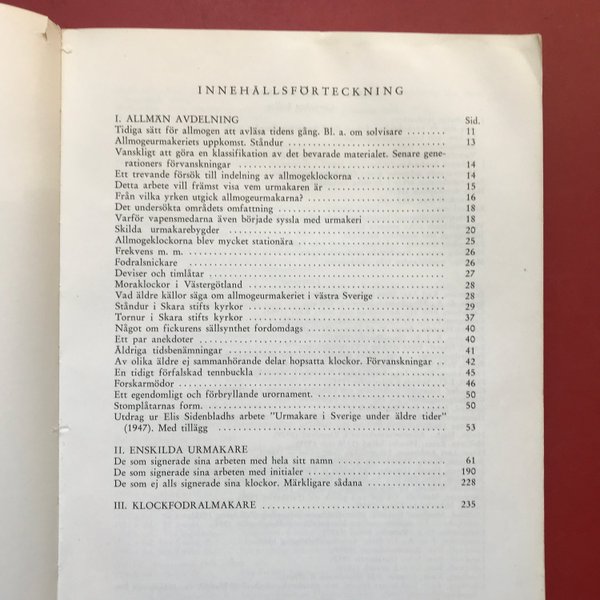 INNEHÅLLSFÖRTECKNING
I. ALLMÄN AVDELNING Sid.
Tidiga sätt för allmogen att avläsa tidens gång. Bl. a. om solvisare ........ 11
Allmogeurmakeriets uppkomst. Ståndur ........ 13
Vanskligt att göra en klassifikation av det bevarade materialet. Senare gene-
rationers förvanskningar ........ 14
Ett trevande försök till indelning av allmogeklockorna ........ 14
Detta arbete vill främst visa vem urmakaren är ........ 15
Från vilka yrken utgick allmogeurmakarna? ........ 16
Det undersökta områdets omfattning ........ 18
Varför vapensmedarna även började syssla med urmakeri ........ 18
Skilda urmakarebygder ........ 20
Allmogeklockorna blev mycket stationära ........ 25
Frekvens m. m. ........ 26
Fodralsnickare ........ 26
Deviser och timlåtar ........ 27
Moraklockor i Västergötland ........ 28
Vad äldre källor säga om allmogeurmakeriet i västra Sverige ........ 28
Ståndur i Skara stifts kyrkor ........ 29
Tornur i Skara stifts kyrkor ........ 37
Något om fickurens sällsynthet fordomdags ........ 40
Ett par anekdoter ........ 40
Åldriga tidsbenämningar ........ 41
Av olika äldre ej sammanhörande delar hopsatta klockor. Förvanskningar ........ 42
En tidigt förfalskad tennbuckla ........ 45
Forskarmödor ........ 46
Ett egendomligt och förbryllande urornament. ........ 50
Stomplåtarnas form. ........ 50
Utdrag ur Elis Sidenbladhs arbete "Urmakare i Sverige under äldre tider"
(1947). Med tillägg ........ 53
II. ENSKILDA URMAKARE
De som signerade sina arbeten med hela sitt namn ........ 61
De som signerade sina arbeten med initialer ........ 190
De som ej alls signerade sina klockor. Märkligare sådana ........ 228
III. KLOCKFODRALMAKARE ........ 235